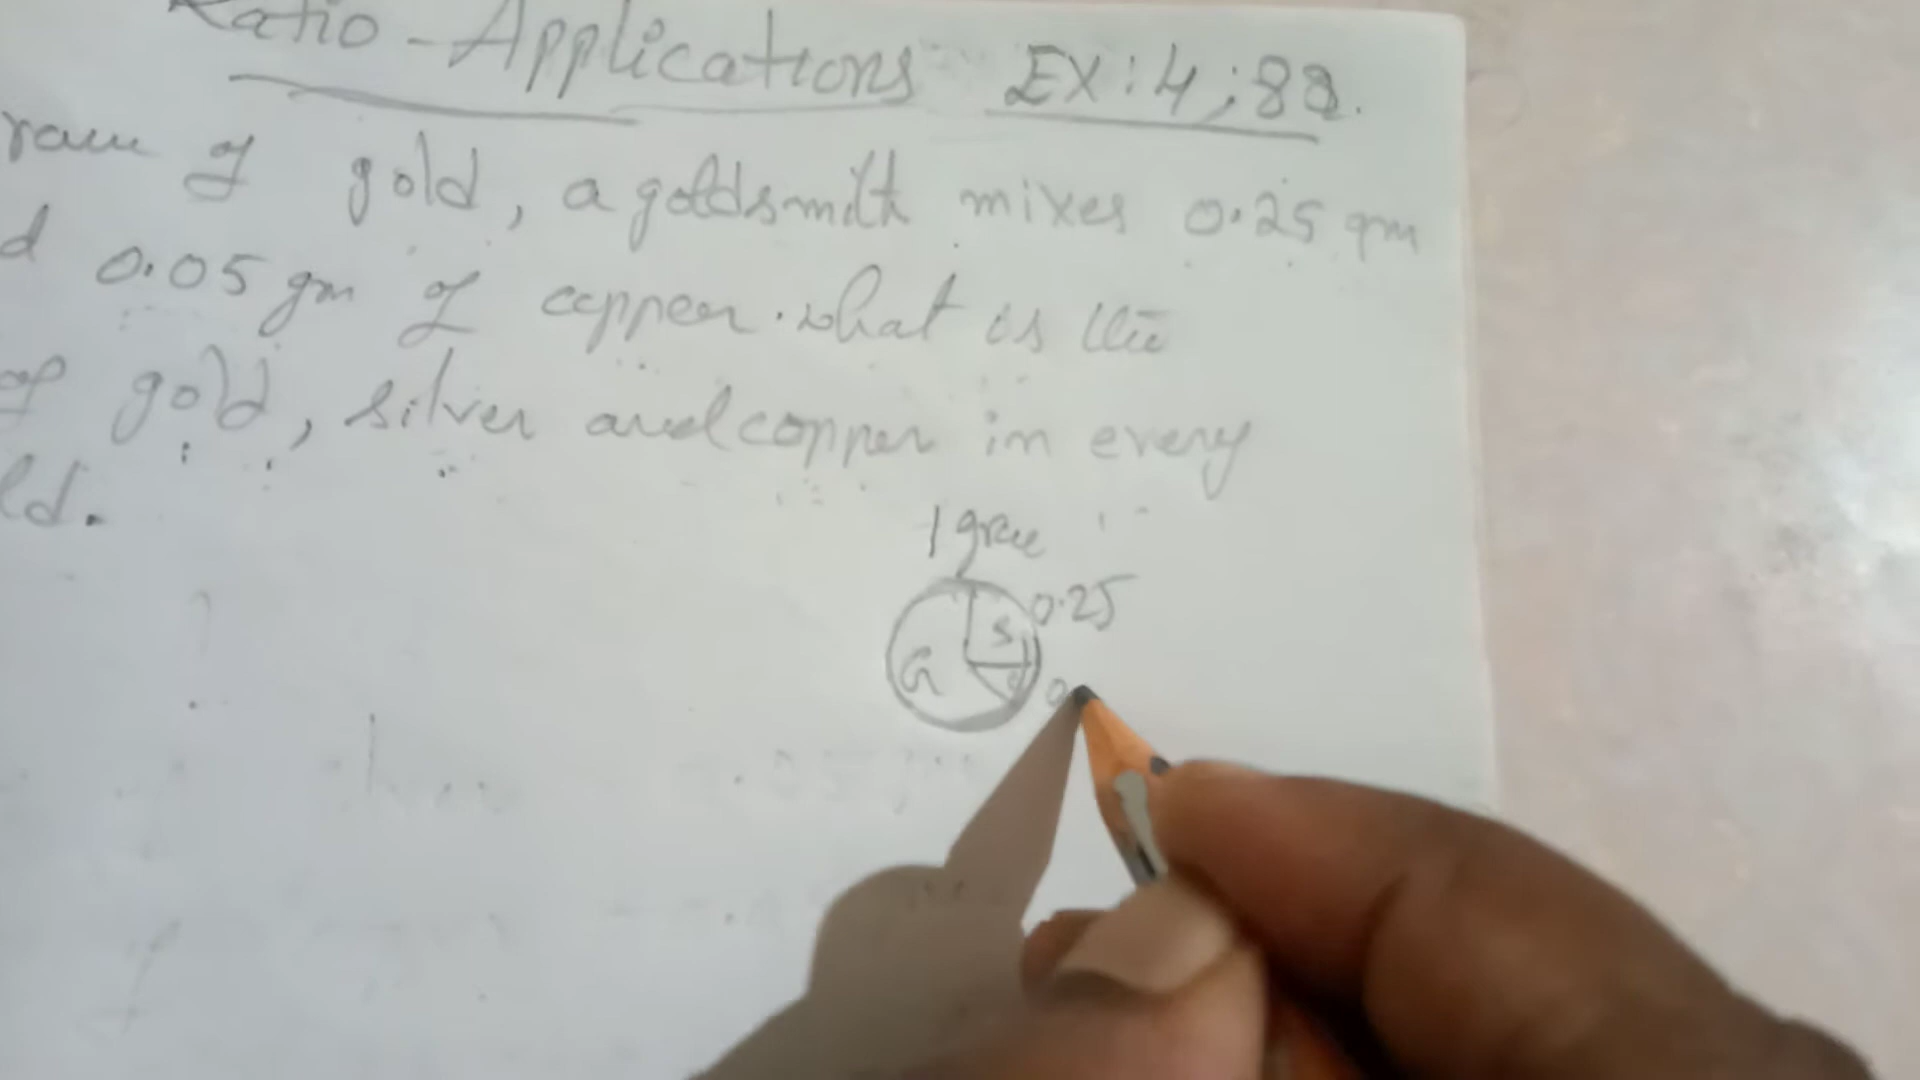 Ratio - Applications EX: 4; 88.
ram of gold, a goldsmith mixes 0.25 gm
d 0.05 gm of copper. what is the
of gold, silver and copper in every
ld.
1 gram
0.25
S
G
C
0